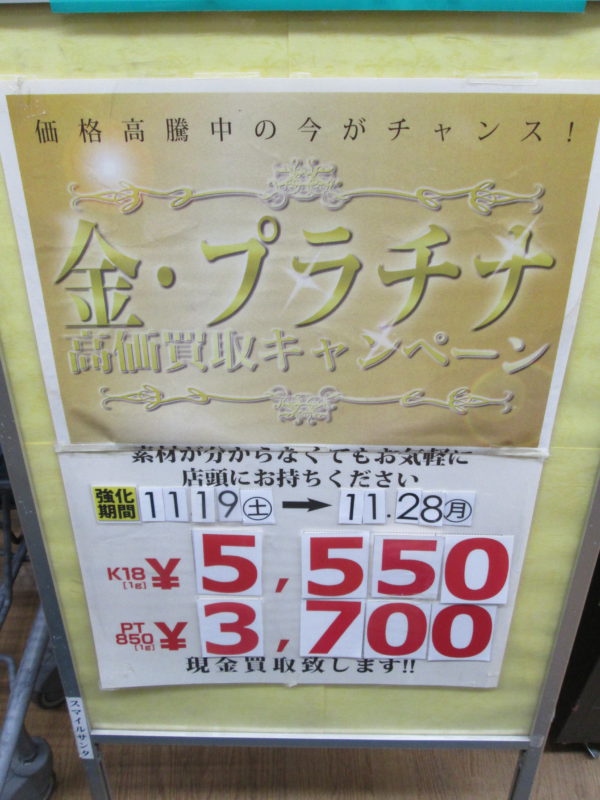 価格高騰中の今がチャンス!
金・プラチナ
高価買取キャンペーン
素材が分からなくてもお気軽に
店頭にお持ちください
強化期間 11 19(土) → 11.28(月)
K18 [1g] ¥5,550
PT 850 [1g] ¥3,700
現金買取致します!!
スマイルサンタ